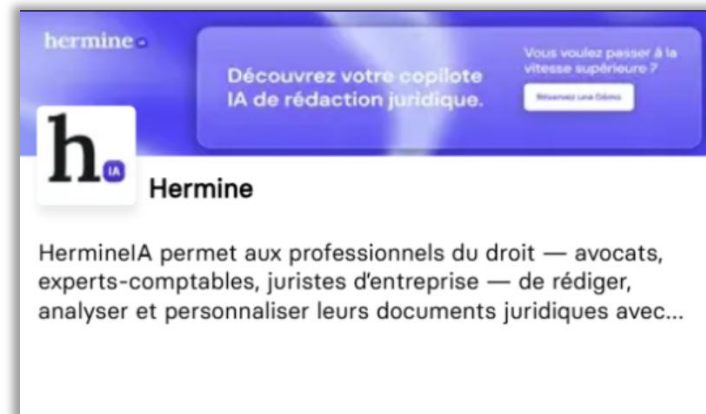 hermine IA
Découvrez votre copilote
IA de rédaction juridique.
Vous voulez passer à la
vitesse supérieure ?
Réservez une Démo
h.
IA
Hermine
HermineIA permet aux professionnels du droit — avocats,
experts-comptables, juristes d'entreprise — de rédiger,
analyser et personnaliser leurs documents juridiques avec...